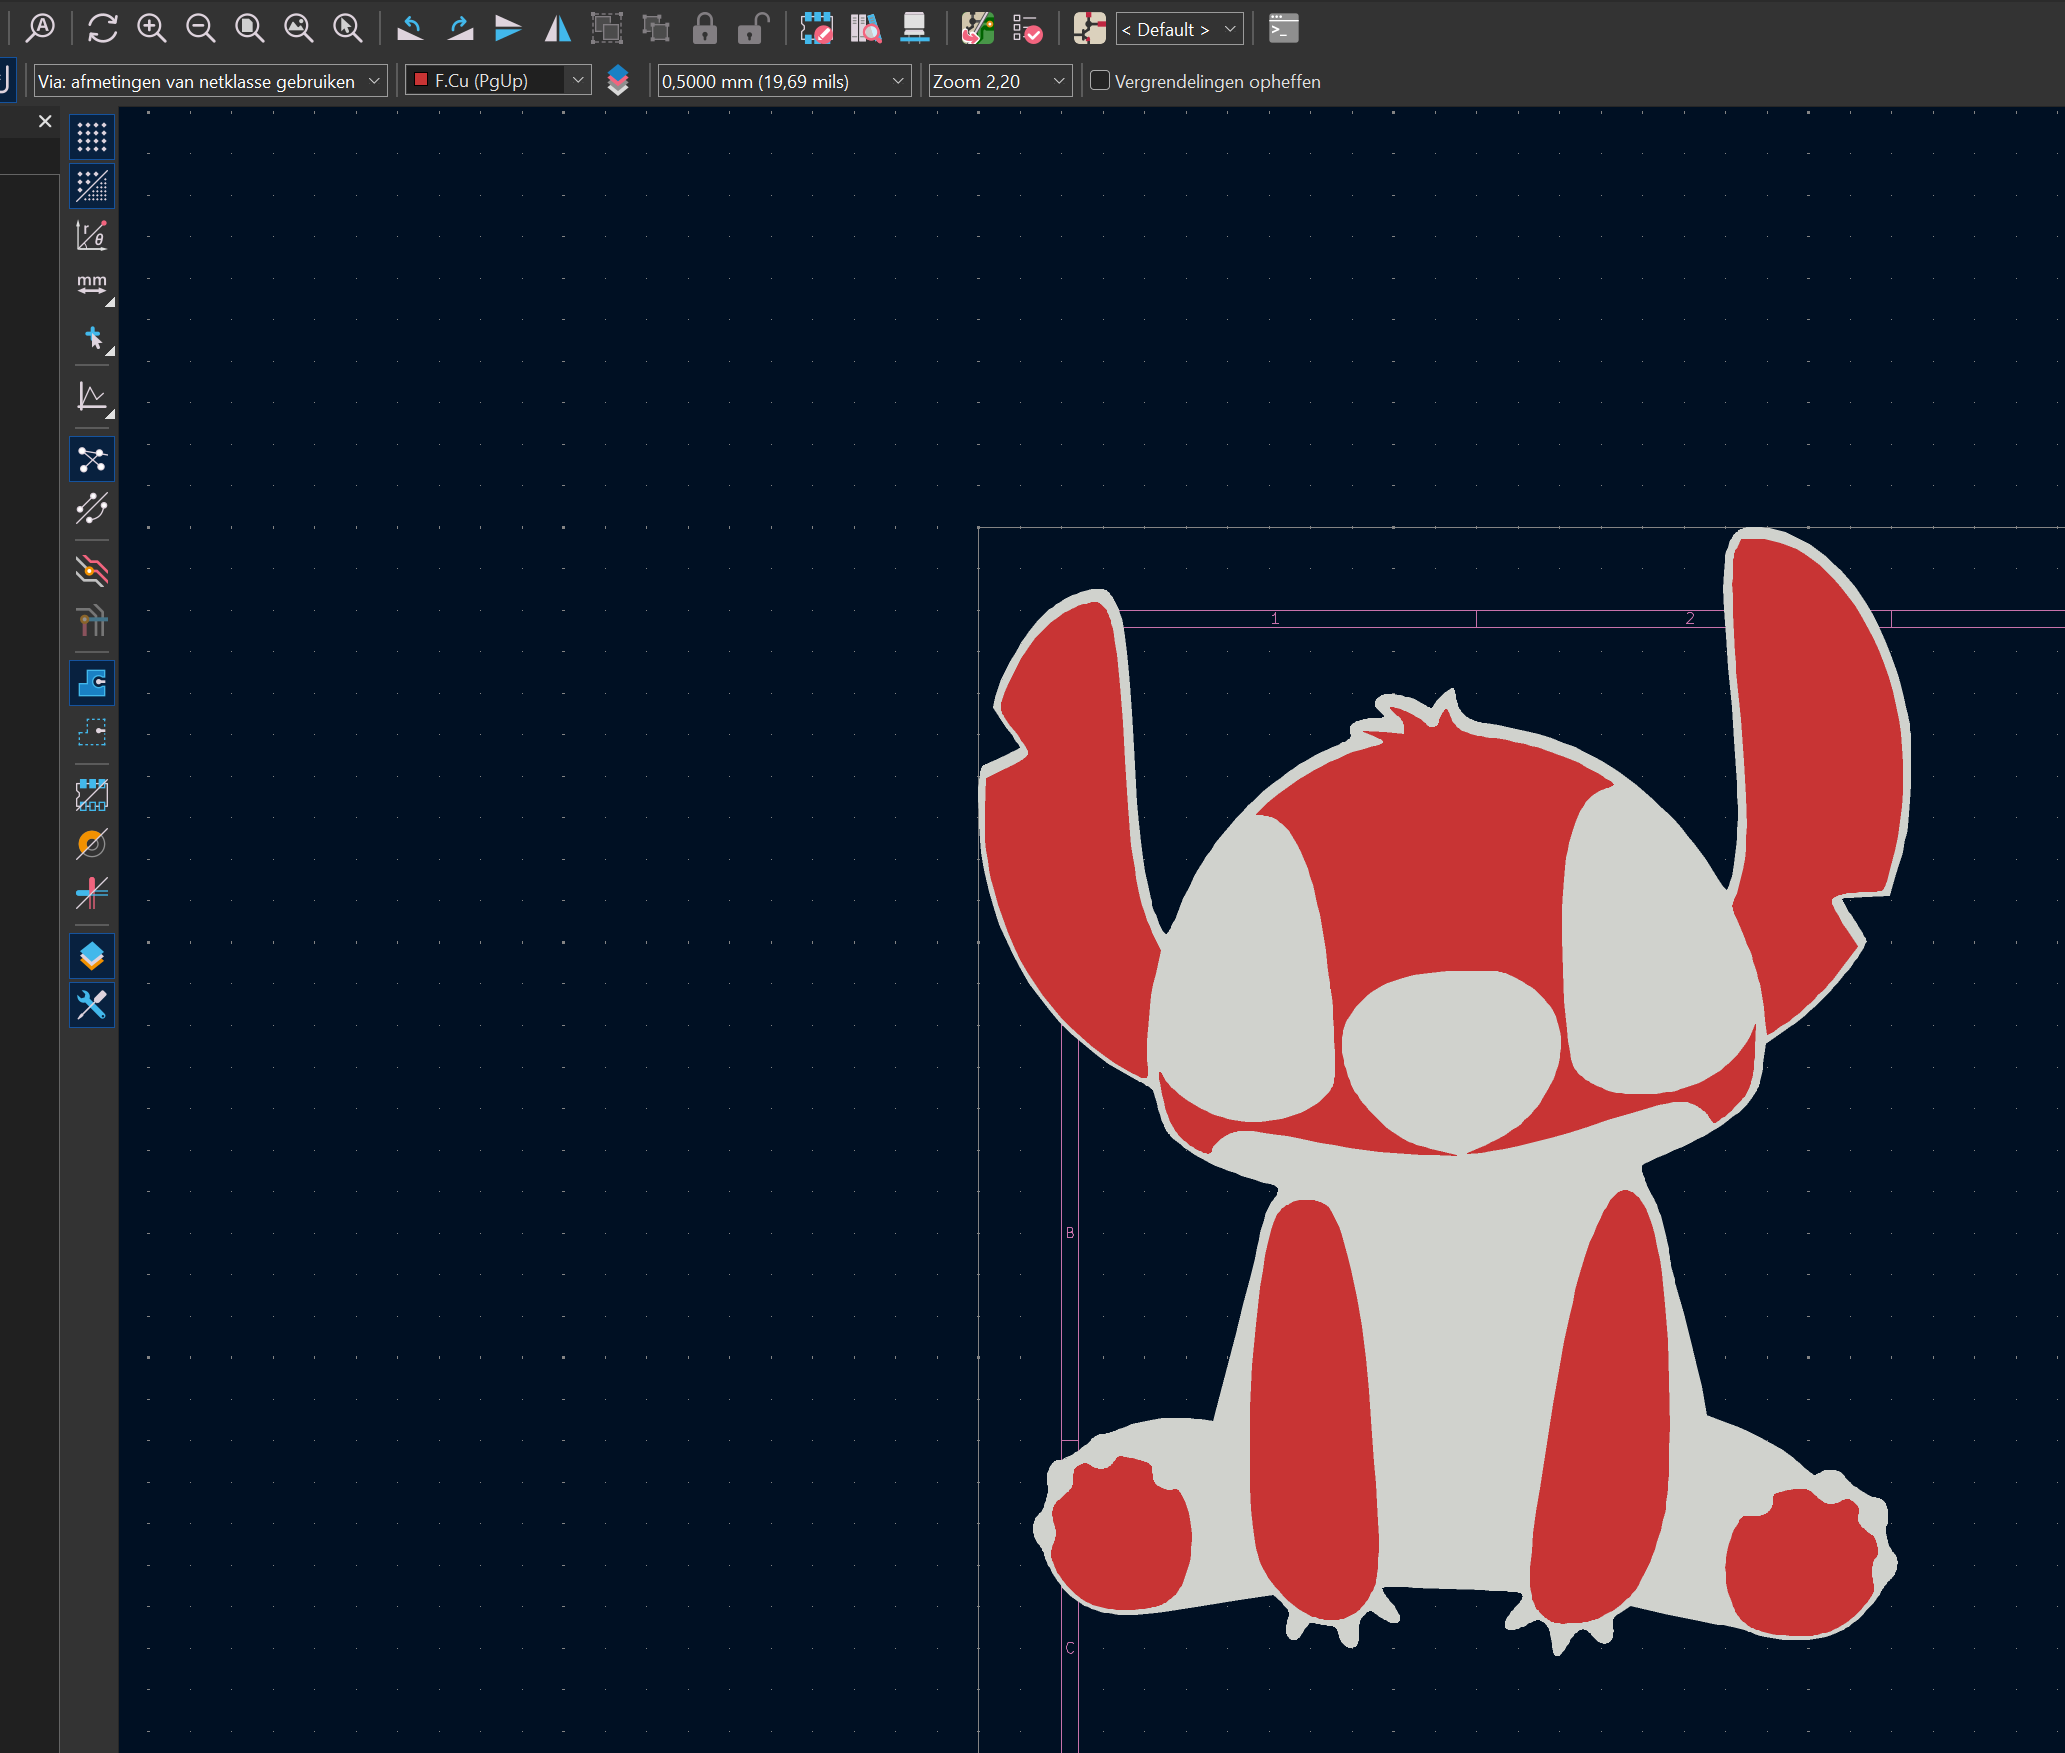 < Default >
Via: afmetingen van netklasse gebruiken
F.Cu (PgUp)
0,5000 mm (19,69 mils)
Zoom 2,20
Vergrendelingen opheffen
r
θ
mm
1
2
B
C